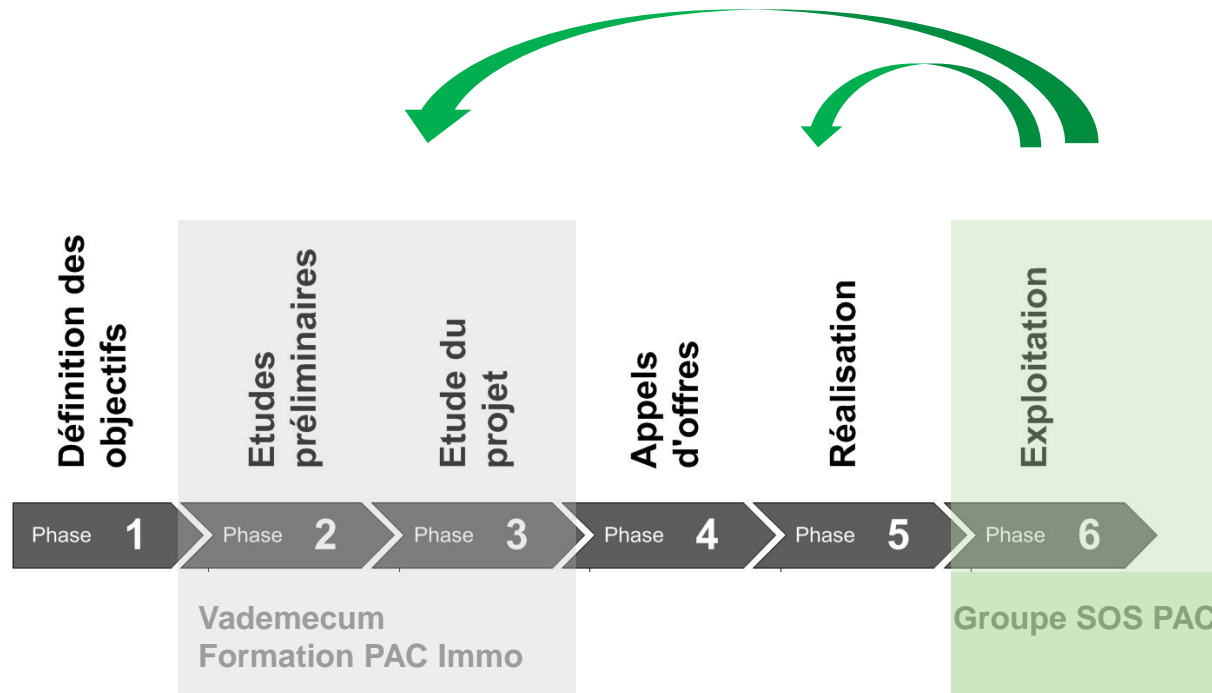 Définition des
objectifs
Etudes
préliminaires
Etude du
projet
Appels
d'offres
Réalisation
Exploitation
Phase 1
Phase 2
Phase 3
Phase 4
Phase 5
Phase 6
Vademecum
Formation PAC Immo
Groupe SOS PAC